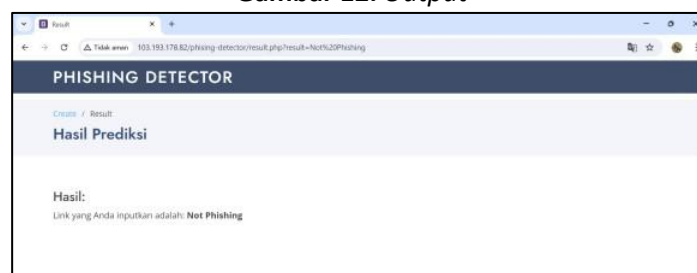 Gambar 12. Output
Result
Tidak aman 103.193.178.82/phising-detector/result.php?result=Not%20Phishing
PHISHING DETECTOR
Create / Result
Hasil Prediksi
Hasil:
Link yang Anda inputkan adalah: Not Phishing